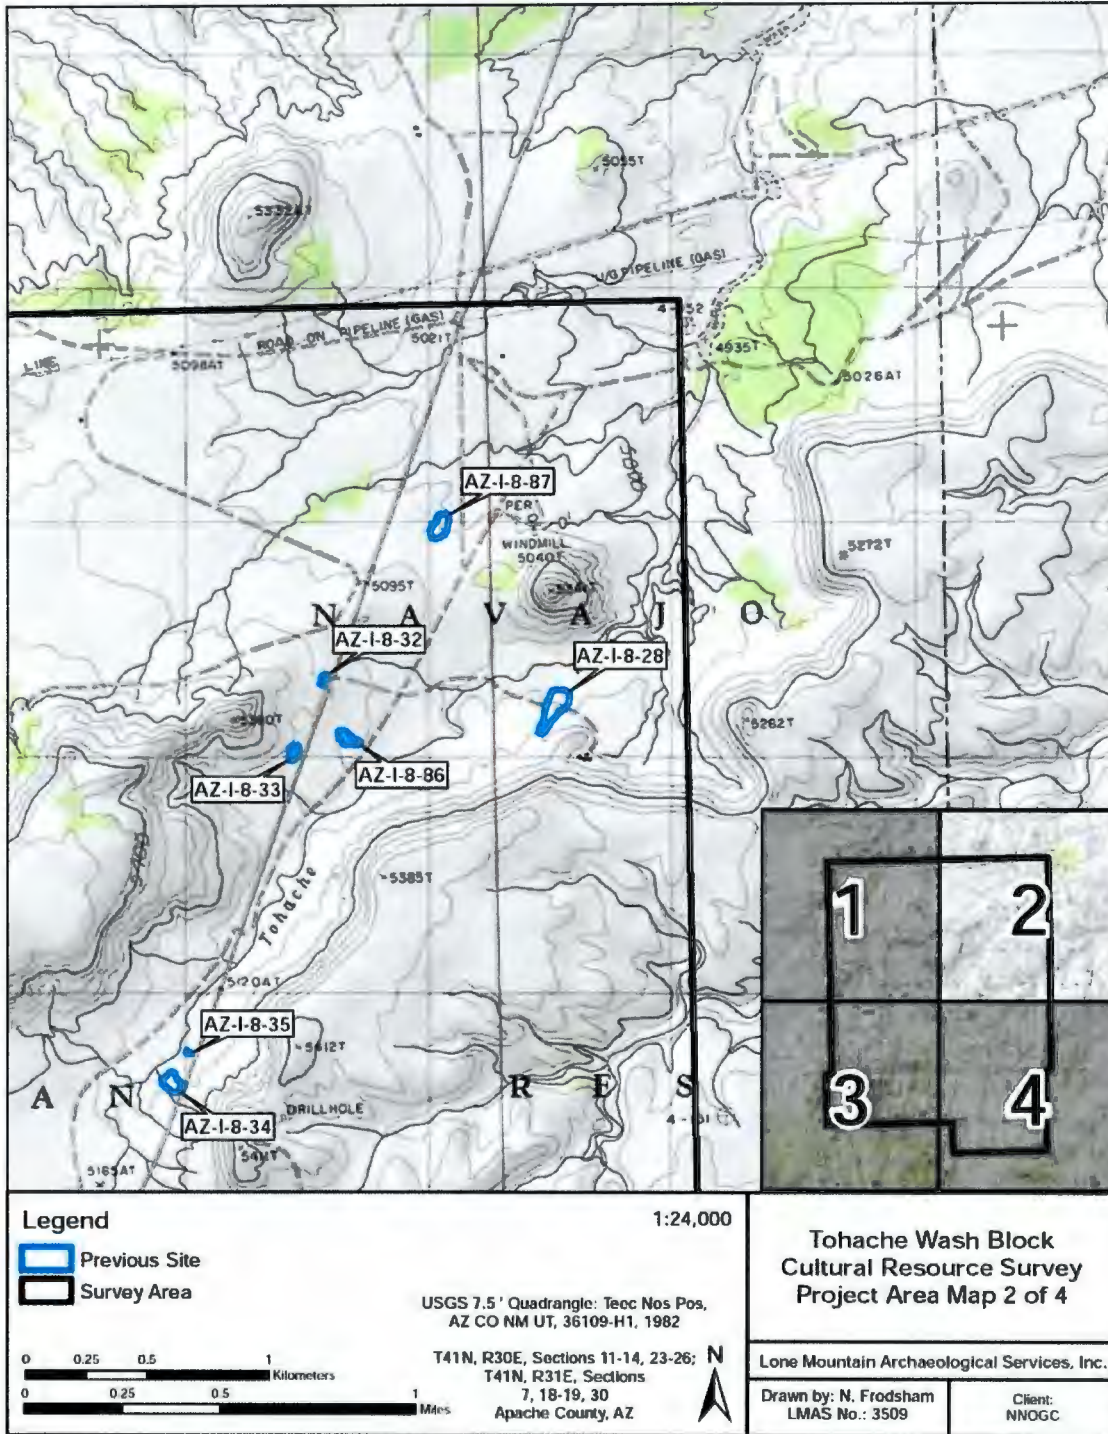 5055T
5332AT
U/G PIPELINE (GAS)
ROAD ON PIPELINE (GAS)
LINE
5021T
5098AT
4935T
5026AT
AZ-I-8-87
WINDMILL
5040T
5272T
5095T
N A V A J O
AZ-I-8-32
AZ-I-8-28
5262T
AZ-I-8-86
AZ-I-8-33
5385T
Tohache
5120AT
AZ-I-8-35
5612T
A N R E S
DRILLHOLE
AZ-I-8-34
5165AT
1
2
3
4
Legend
1:24,000
Previous Site
Survey Area
USGS 7.5 ' Quadrangle: Teec Nos Pos,
AZ CO NM UT, 36109-H1, 1982
T41N, R30E, Sections 11-14, 23-26;
T41N, R31E, Sections
7, 18-19, 30
Apache County, AZ
N
0 0.25 0.5 1
Kilometers
0 0.25 0.5 1
Miles
Tohache Wash Block
Cultural Resource Survey
Project Area Map 2 of 4
Lone Mountain Archaeological Services, Inc.
Drawn by: N. Frodsham
LMAS No.: 3509
Client:
NNOGC